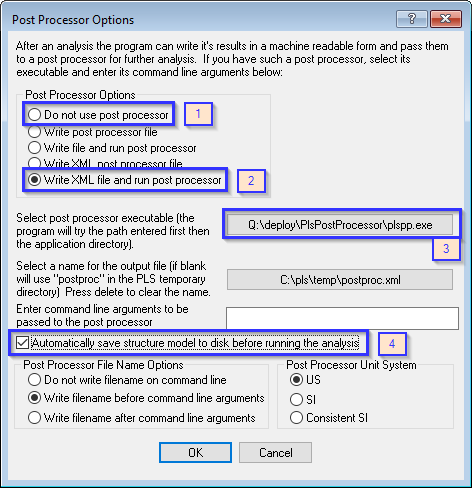 Post Processor Options
?
After an analysis the program can write it's results in a machine readable form and pass them
to a post processor for further analysis. If you have such a post processor, select its
executable and enter its command line arguments below:
Post Processor Options
Do not use post processor
1
Write post processor file
Write file and run post processor
Write XML post processor file
Write XML file and run post processor
2
Select post processor executable (the
program will try the path entered first then
the application directory).
Q:\deploy\PlsPostProcessor\plspp.exe
3
Select a name for the output file (if blank
will use "postproc" in the PLS temporary
directory) Press delete to clear the name.
C:\pls\temp\postproc.xml
Enter command line arguments to
be passed to the post processor
Automatically save structure model to disk before running the analysis
4
Post Processor File Name Options
Do not write filename on command line
Write filename before command line arguments
Write filename after command line arguments
Post Processor Unit System
US
SI
Consistent SI
OK
Cancel